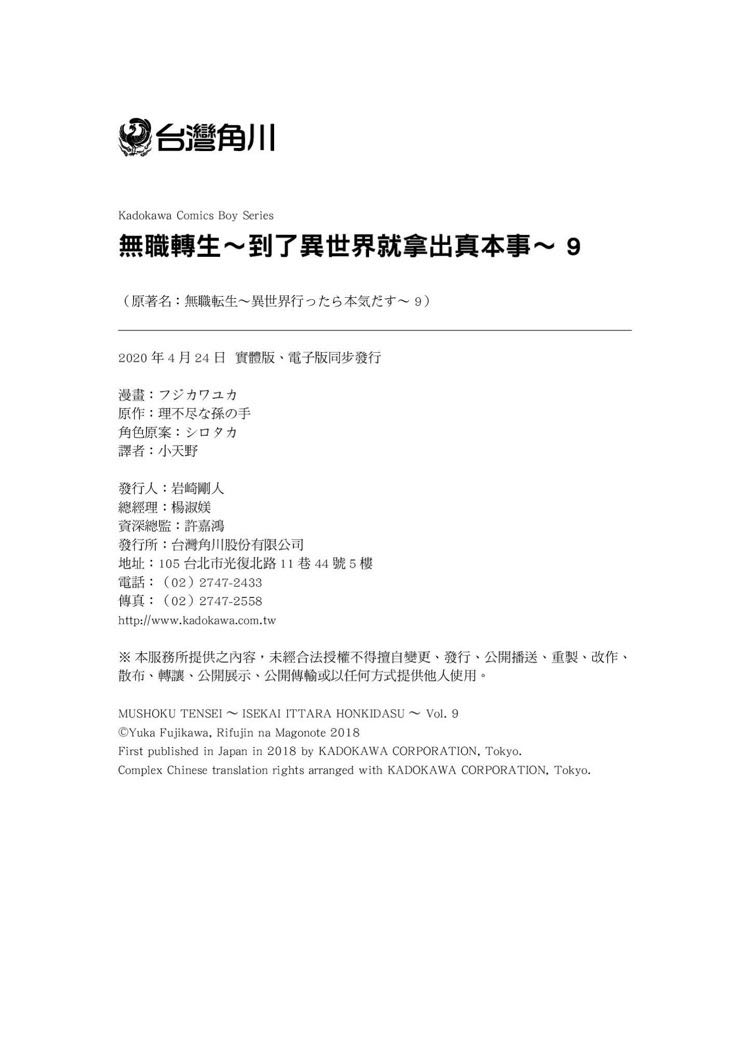 台灣角川
Kadokawa Comics Boy Series
無職轉生～到了異世界就拿出真本事～ 9
（原著名：無職転生～異世界行ったら本気だす～ 9）
2020 年 4 月 24 日 實體版、電子版同步發行
漫畫：フジカワユカ
原作：理不尽な孫の手
角色原案：シロタカ
譯者：小天野
發行人：岩崎剛人
總經理：楊淑媄
資深總監：許嘉鴻
發行所：台灣角川股份有限公司
地址：105 台北市光復北路 11 巷 44 號 5 樓
電話：（02）2747-2433
傳真：（02）2747-2558
http://www.kadokawa.com.tw
※ 本服務所提供之內容，未經合法授權不得擅自變更、發行、公開播送、重製、改作、
散布、轉讓、公開展示、公開傳輸或以任何方式提供他人使用。
MUSHOKU TENSEI ～ ISEKAI ITTARA HONKIDASU ～ Vol. 9
©Yuka Fujikawa, Rifujin na Magonote 2018
First published in Japan in 2018 by KADOKAWA CORPORATION, Tokyo.
Complex Chinese translation rights arranged with KADOKAWA CORPORATION, Tokyo.